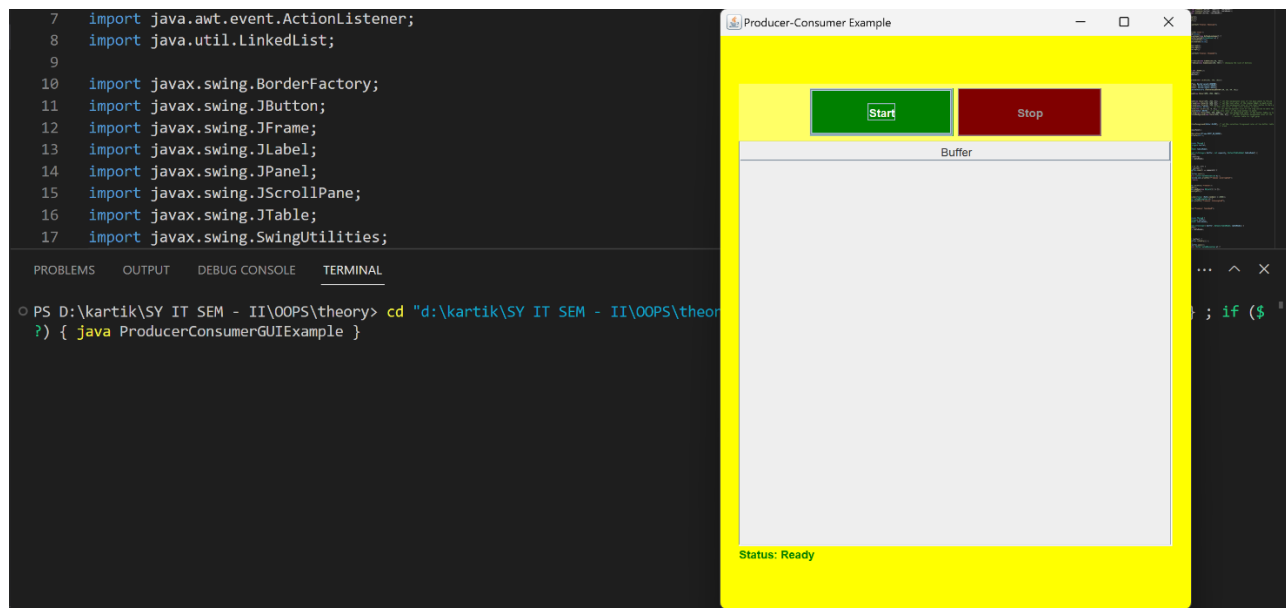 7 import java.awt.event.ActionListener;
8 import java.util.LinkedList;
9
10 import javax.swing.BorderFactory;
11 import javax.swing.JButton;
12 import javax.swing.JFrame;
13 import javax.swing.JLabel;
14 import javax.swing.JPanel;
15 import javax.swing.JScrollPane;
16 import javax.swing.JTable;
17 import javax.swing.SwingUtilities;
PROBLEMS OUTPUT DEBUG CONSOLE TERMINAL
PS D:\kartik\SY IT SEM - II\OOPS\theory> cd "d:\kartik\SY IT SEM - II\OOPS\theor } ; if ($
?) { java ProducerConsumerGUIExample }
Producer-Consumer Example
Start Stop
Buffer
Status: Ready